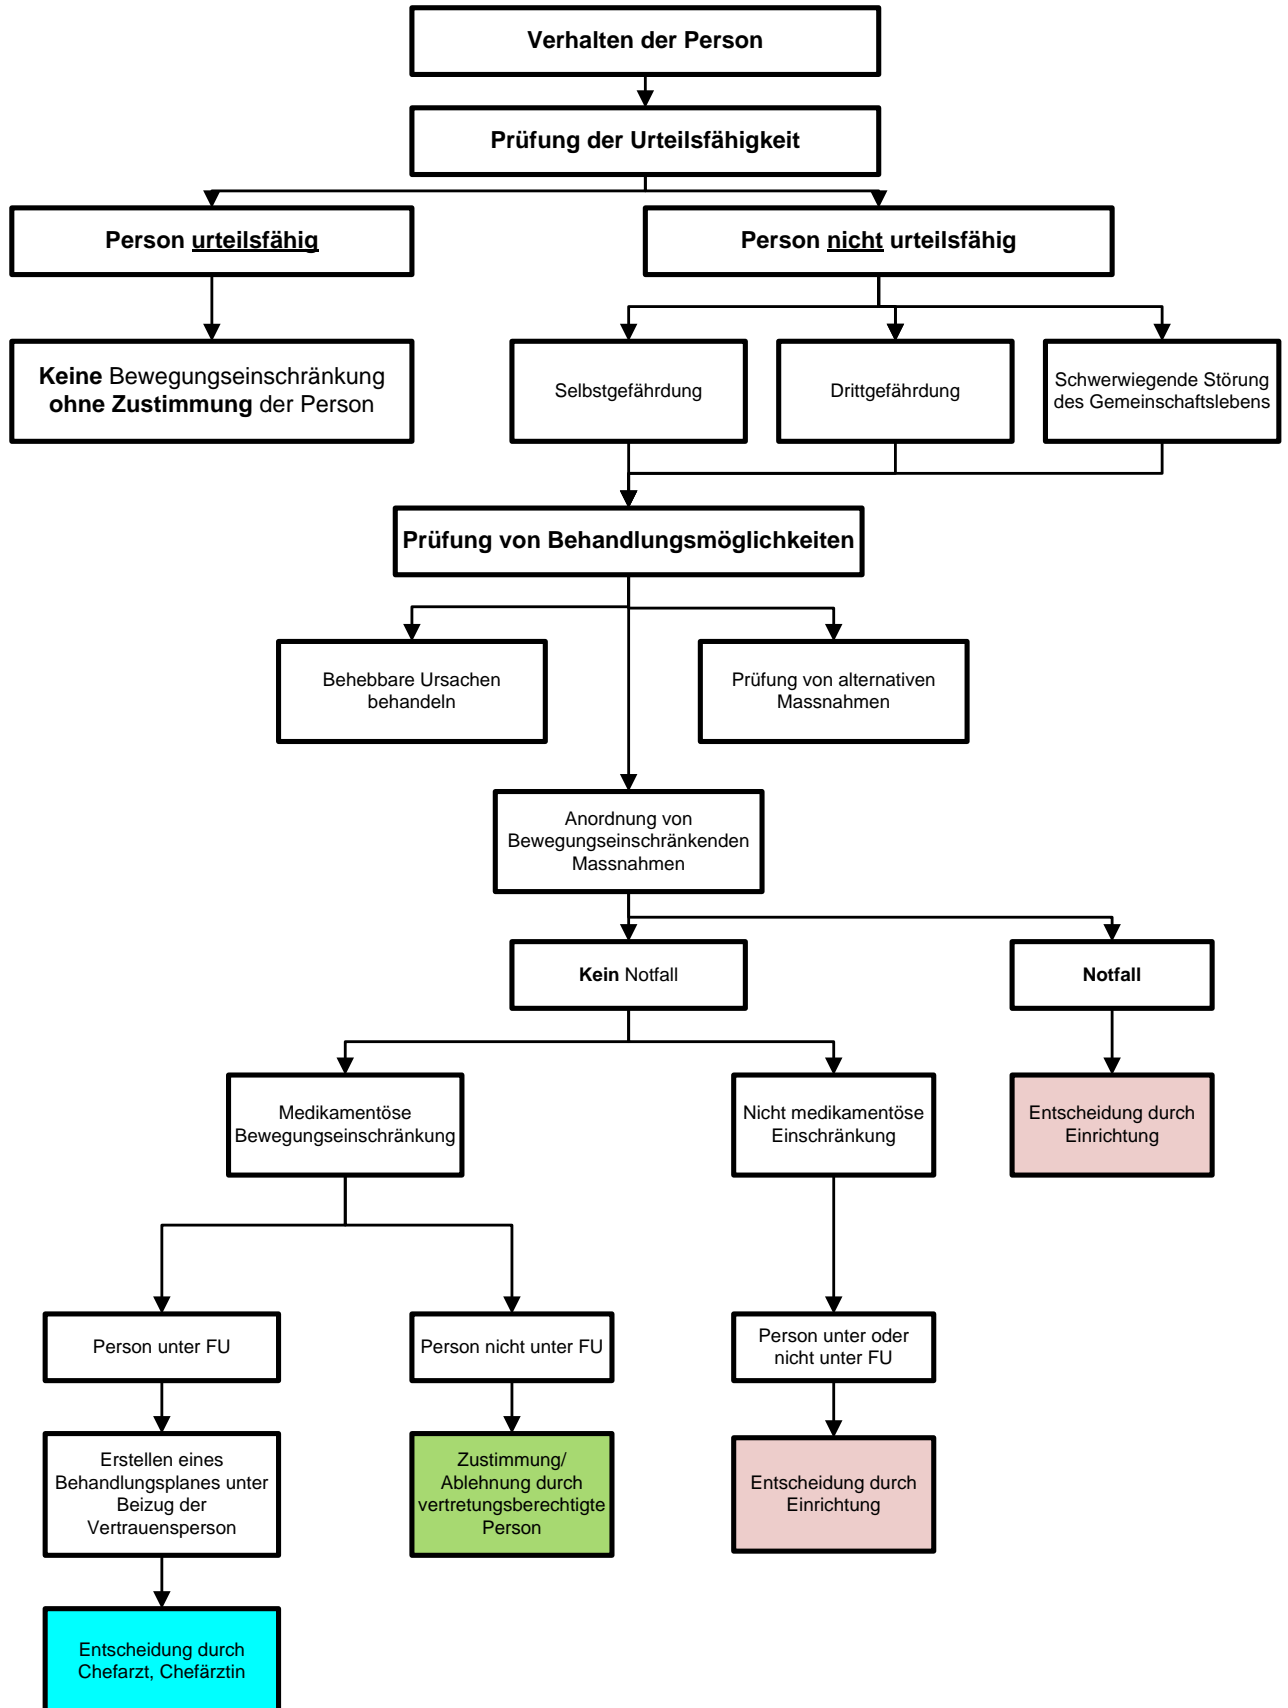 Verhalten der Person
Prüfung der Urteilsfähigkeit
Person urteilsfähig
Person nicht urteilsfähig
Keine Bewegungseinschränkung
ohne Zustimmung der Person
Selbstgefährdung
Drittgefährdung
Schwerwiegende Störung
des Gemeinschaftslebens
Prüfung von Behandlungsmöglichkeiten
Behebbare Ursachen
behandeln
Prüfung von alternativen
Massnahmen
Anordnung von
Bewegungseinschränkenden
Massnahmen
Kein Notfall
Notfall
Medikamentöse
Bewegungseinschränkung
Nicht medikamentöse
Einschränkung
Entscheidung durch
Einrichtung
Person unter FU
Person nicht unter FU
Person unter oder
nicht unter FU
Erstellen eines
Behandlungsplanes unter
Beizug der
Vertrauensperson
Zustimmung/
Ablehnung durch
vertretungsberechtigte
Person
Entscheidung durch
Einrichtung
Entscheidung durch
Chefarzt, Chefärztin